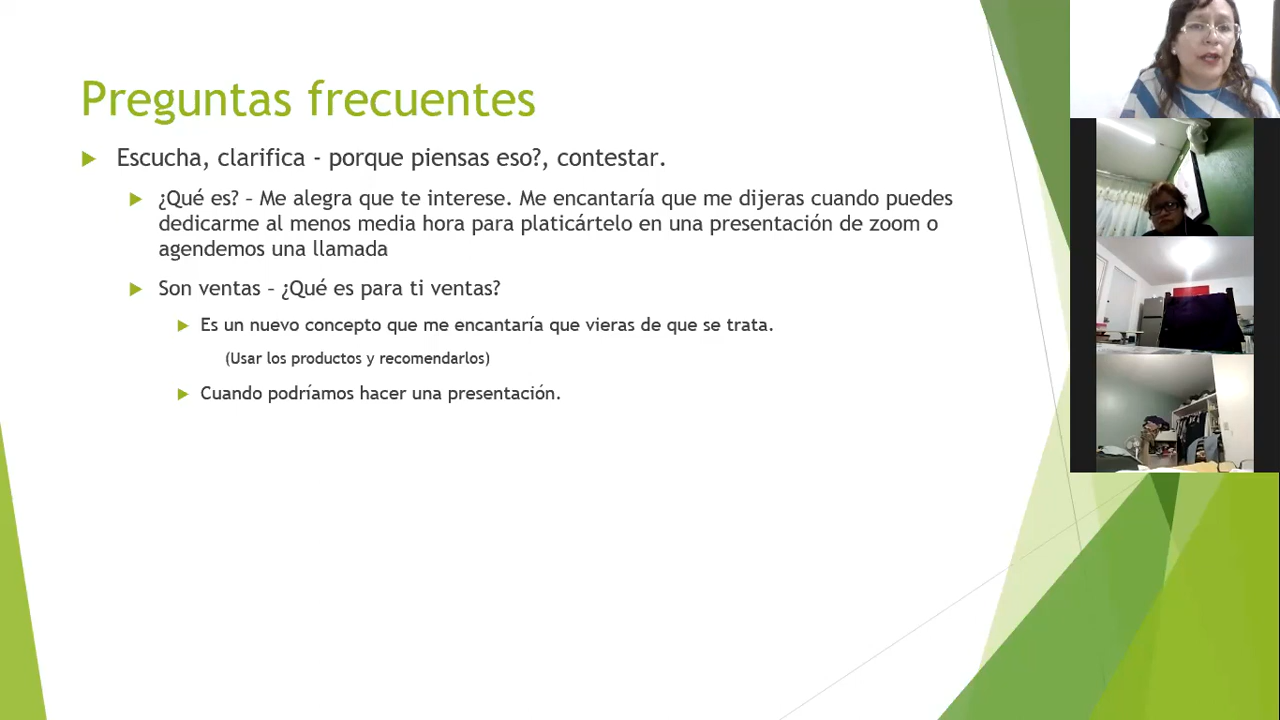 Preguntas frecuentes
Escucha, clarifica - porque piensas eso?, contestar.
¿Qué es? – Me alegra que te interese. Me encantaría que me dijeras cuando puedes
dedicarme al menos media hora para platicártelo en una presentación de zoom o
agendemos una llamada
Son ventas – ¿Qué es para ti ventas?
Es un nuevo concepto que me encantaría que vieras de que se trata.
(Usar los productos y recomendarlos)
Cuando podríamos hacer una presentación.